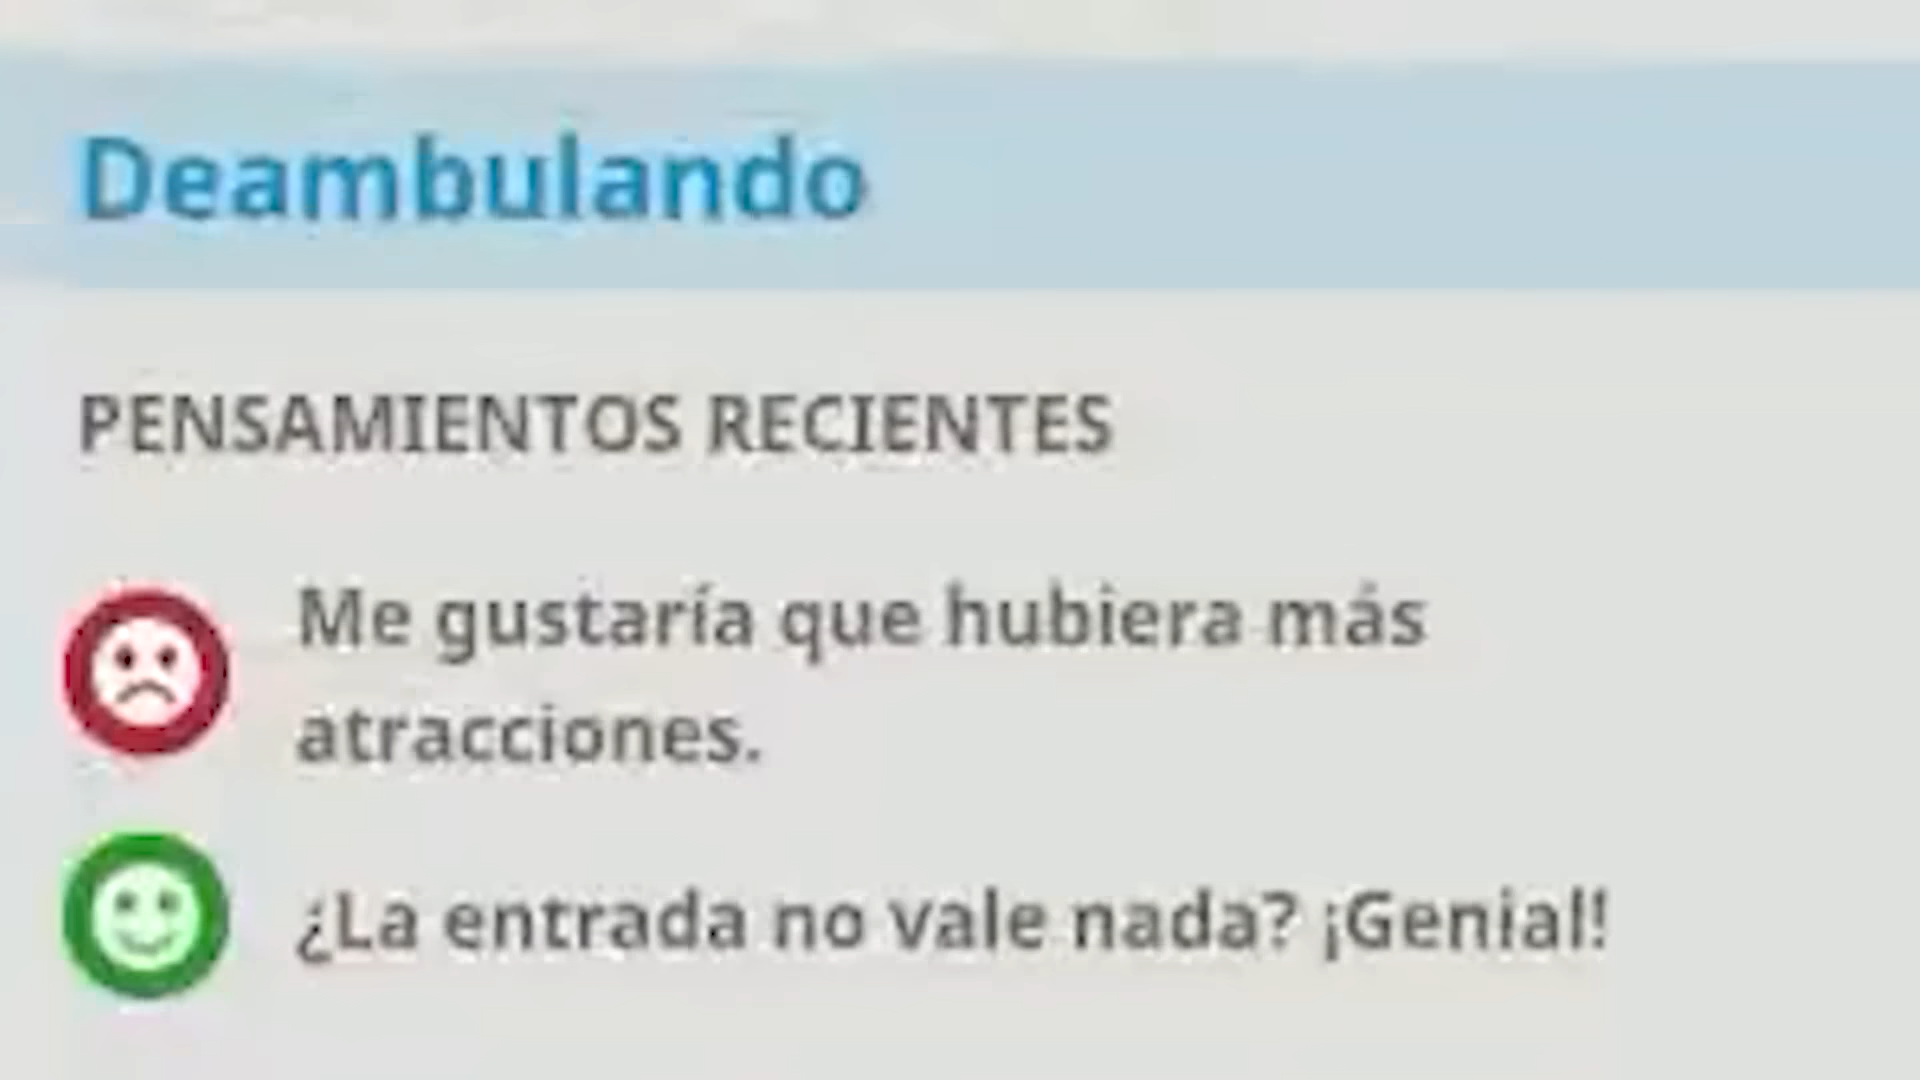 Deambulando
PENSAMIENTOS RECIENTES
Me gustaría que hubiera más
atracciones.
¿La entrada no vale nada? ¡Genial!